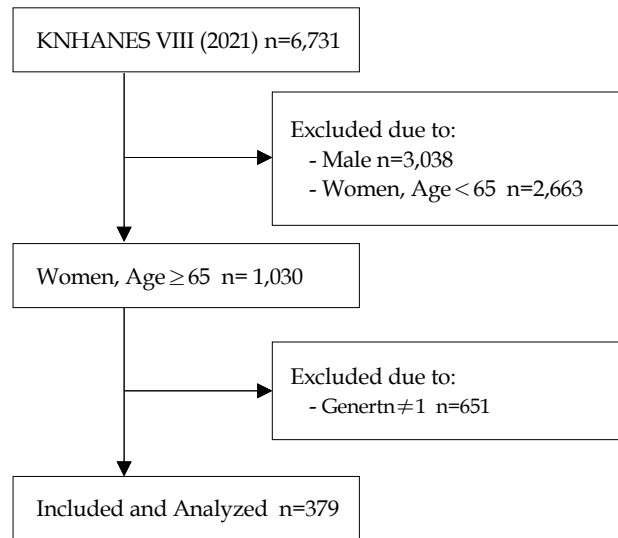 KNHANES VIII (2021) n=6,731
Excluded due to:
- Male n=3,038
- Women, Age<65 n=2,663
Women, Age≥65 n= 1,030
Excluded due to:
- Genertn≠1 n=651
Included and Analyzed n=379